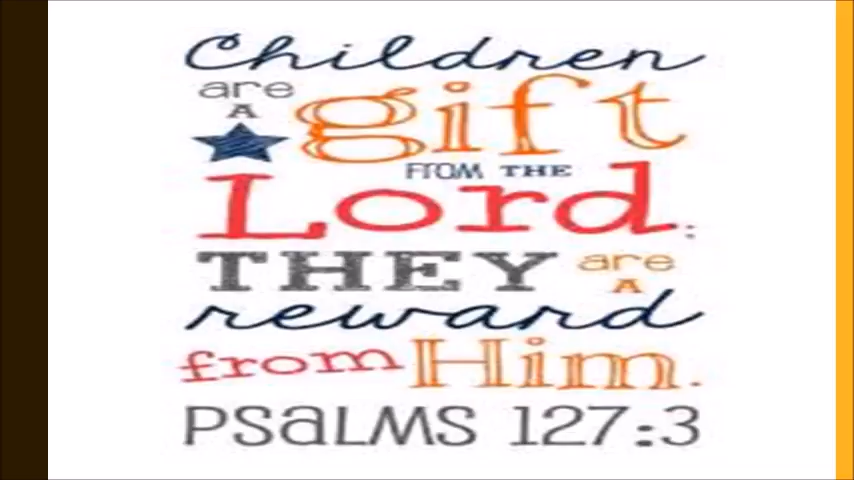 Children
are
A gift
FROM THE
Lord;
THEY are
A
reward
from Him.
PSALMS 127:3